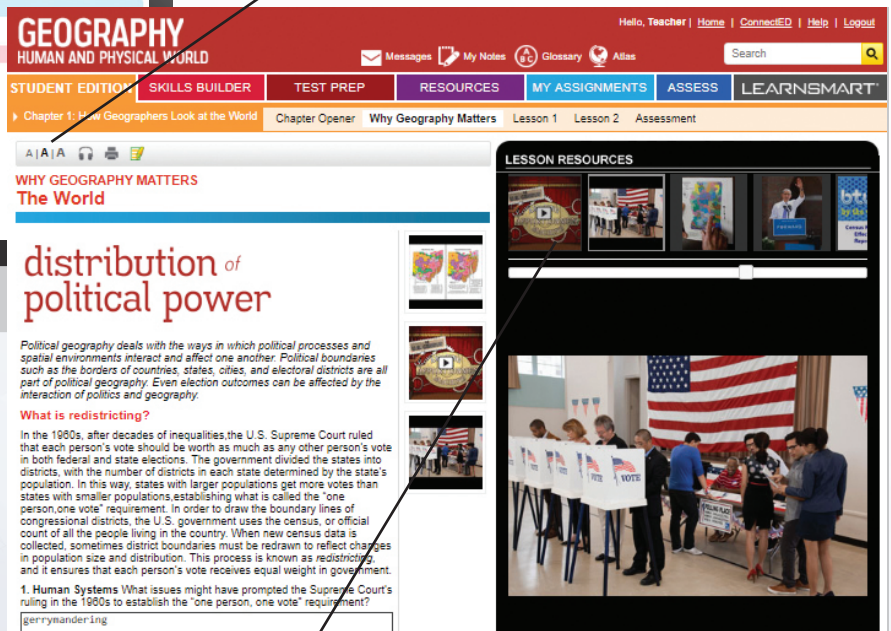 GEOGRAPHY
HUMAN AND PHYSICAL WORLD
Hello, Teacher | Home | ConnectED | Help | Logout
Messages My Notes Glossary Atlas
Search
STUDENT EDITION SKILLS BUILDER TEST PREP RESOURCES MY ASSIGNMENTS ASSESS LEARNSMART
Chapter 1: How Geographers Look at the World Chapter Opener Why Geography Matters Lesson 1 Lesson 2 Assessment
A|A|A
WHY GEOGRAPHY MATTERS
The World
distribution of
political power
Political geography deals with the ways in which political processes and
spatial environments interact and affect one another. Political boundaries
such as the borders of countries, states, cities, and electoral districts are all
part of political geography. Even election outcomes can be affected by the
interaction of politics and geography.
What is redistricting?
In the 1960s, after decades of inequalities,the U.S. Supreme Court ruled
that each person's vote should be worth as much as any other person's vote
in both federal and state elections. The government divided the states into
districts, with the number of districts in each state determined by the state's
population. In this way, states with larger populations get more votes than
states with smaller populations,establishing what is called the "one
person,one vote" requirement. In order to draw the boundary lines of
congressional districts, the U.S. government uses the census, or official
count of all the people living in the country. When new census data is
collected, sometimes district boundaries must be redrawn to reflect changes
in population size and distribution. This process is known as redistricting,
and it ensures that each person's vote receives equal weight in government.
1. Human Systems What issues might have prompted the Supreme Court's
ruling in the 1960s to establish the "one person, one vote" requirement?
gerrymandering
LESSON RESOURCES
FORWARD
VOTE
VOTE
VOTE
POLLING PLACE